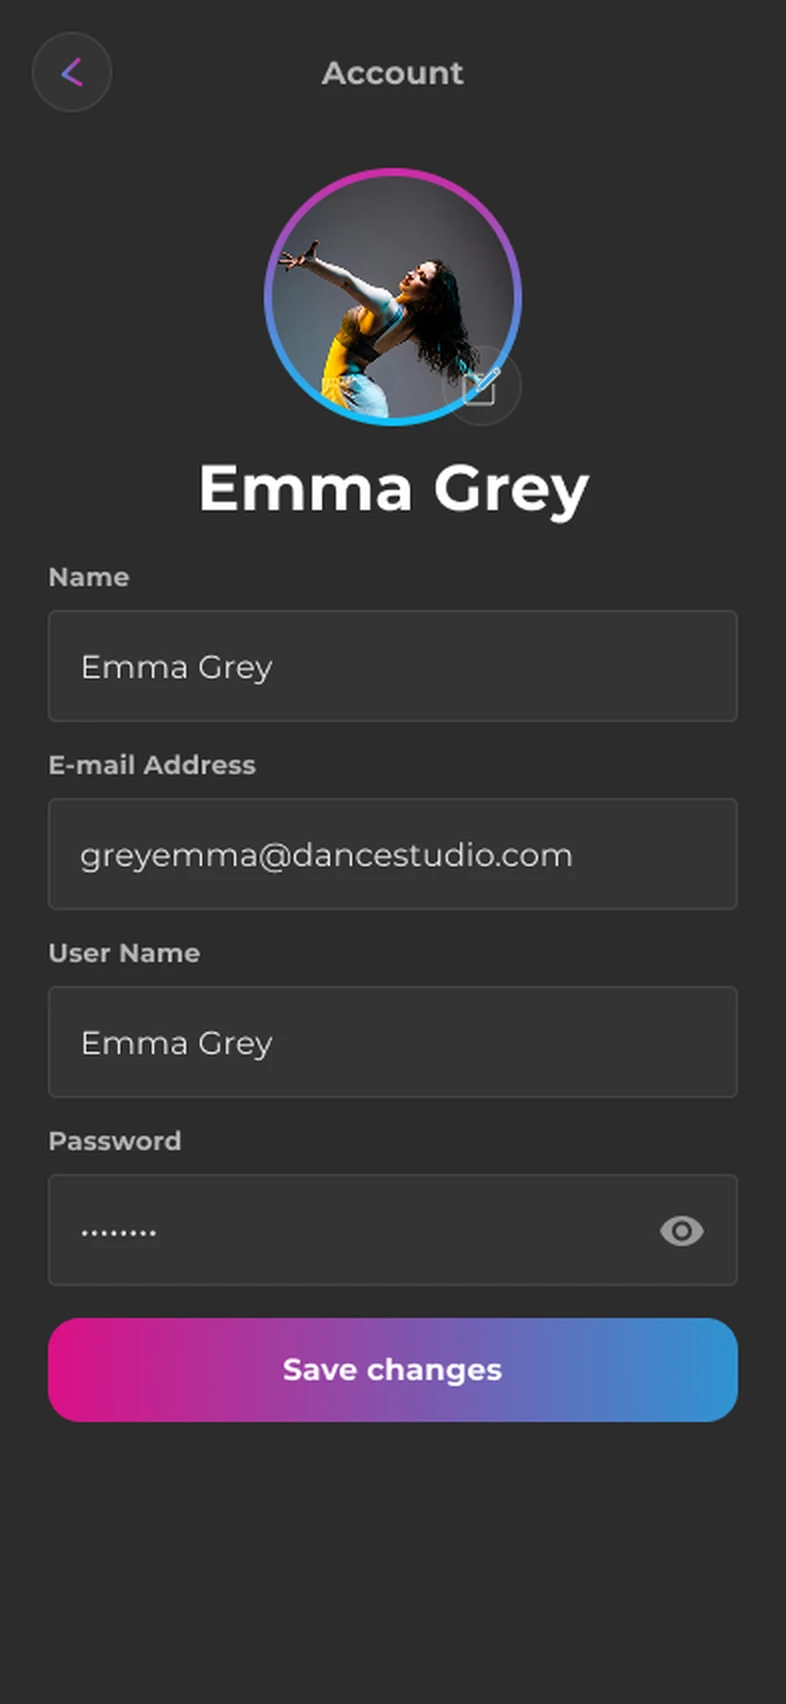 Account
Emma Grey
Name
Emma Grey
E-mail Address
greyemma@dancestudio.com
User Name
Emma Grey
Password
••••••••
Save changes